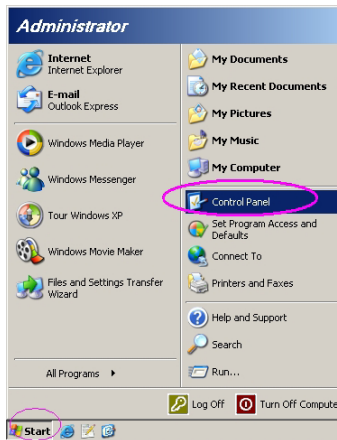 Administrator
Internet
Internet Explorer
E-mail
Outlook Express
Windows Media Player
Windows Messenger
Tour Windows XP
Windows Movie Maker
Files and Settings Transfer
Wizard
All Programs
My Documents
My Recent Documents
My Pictures
My Music
My Computer
Control Panel
Set Program Access and
Defaults
Connect To
Printers and Faxes
Help and Support
Search
Run...
Log Off
Turn Off Compute
Start